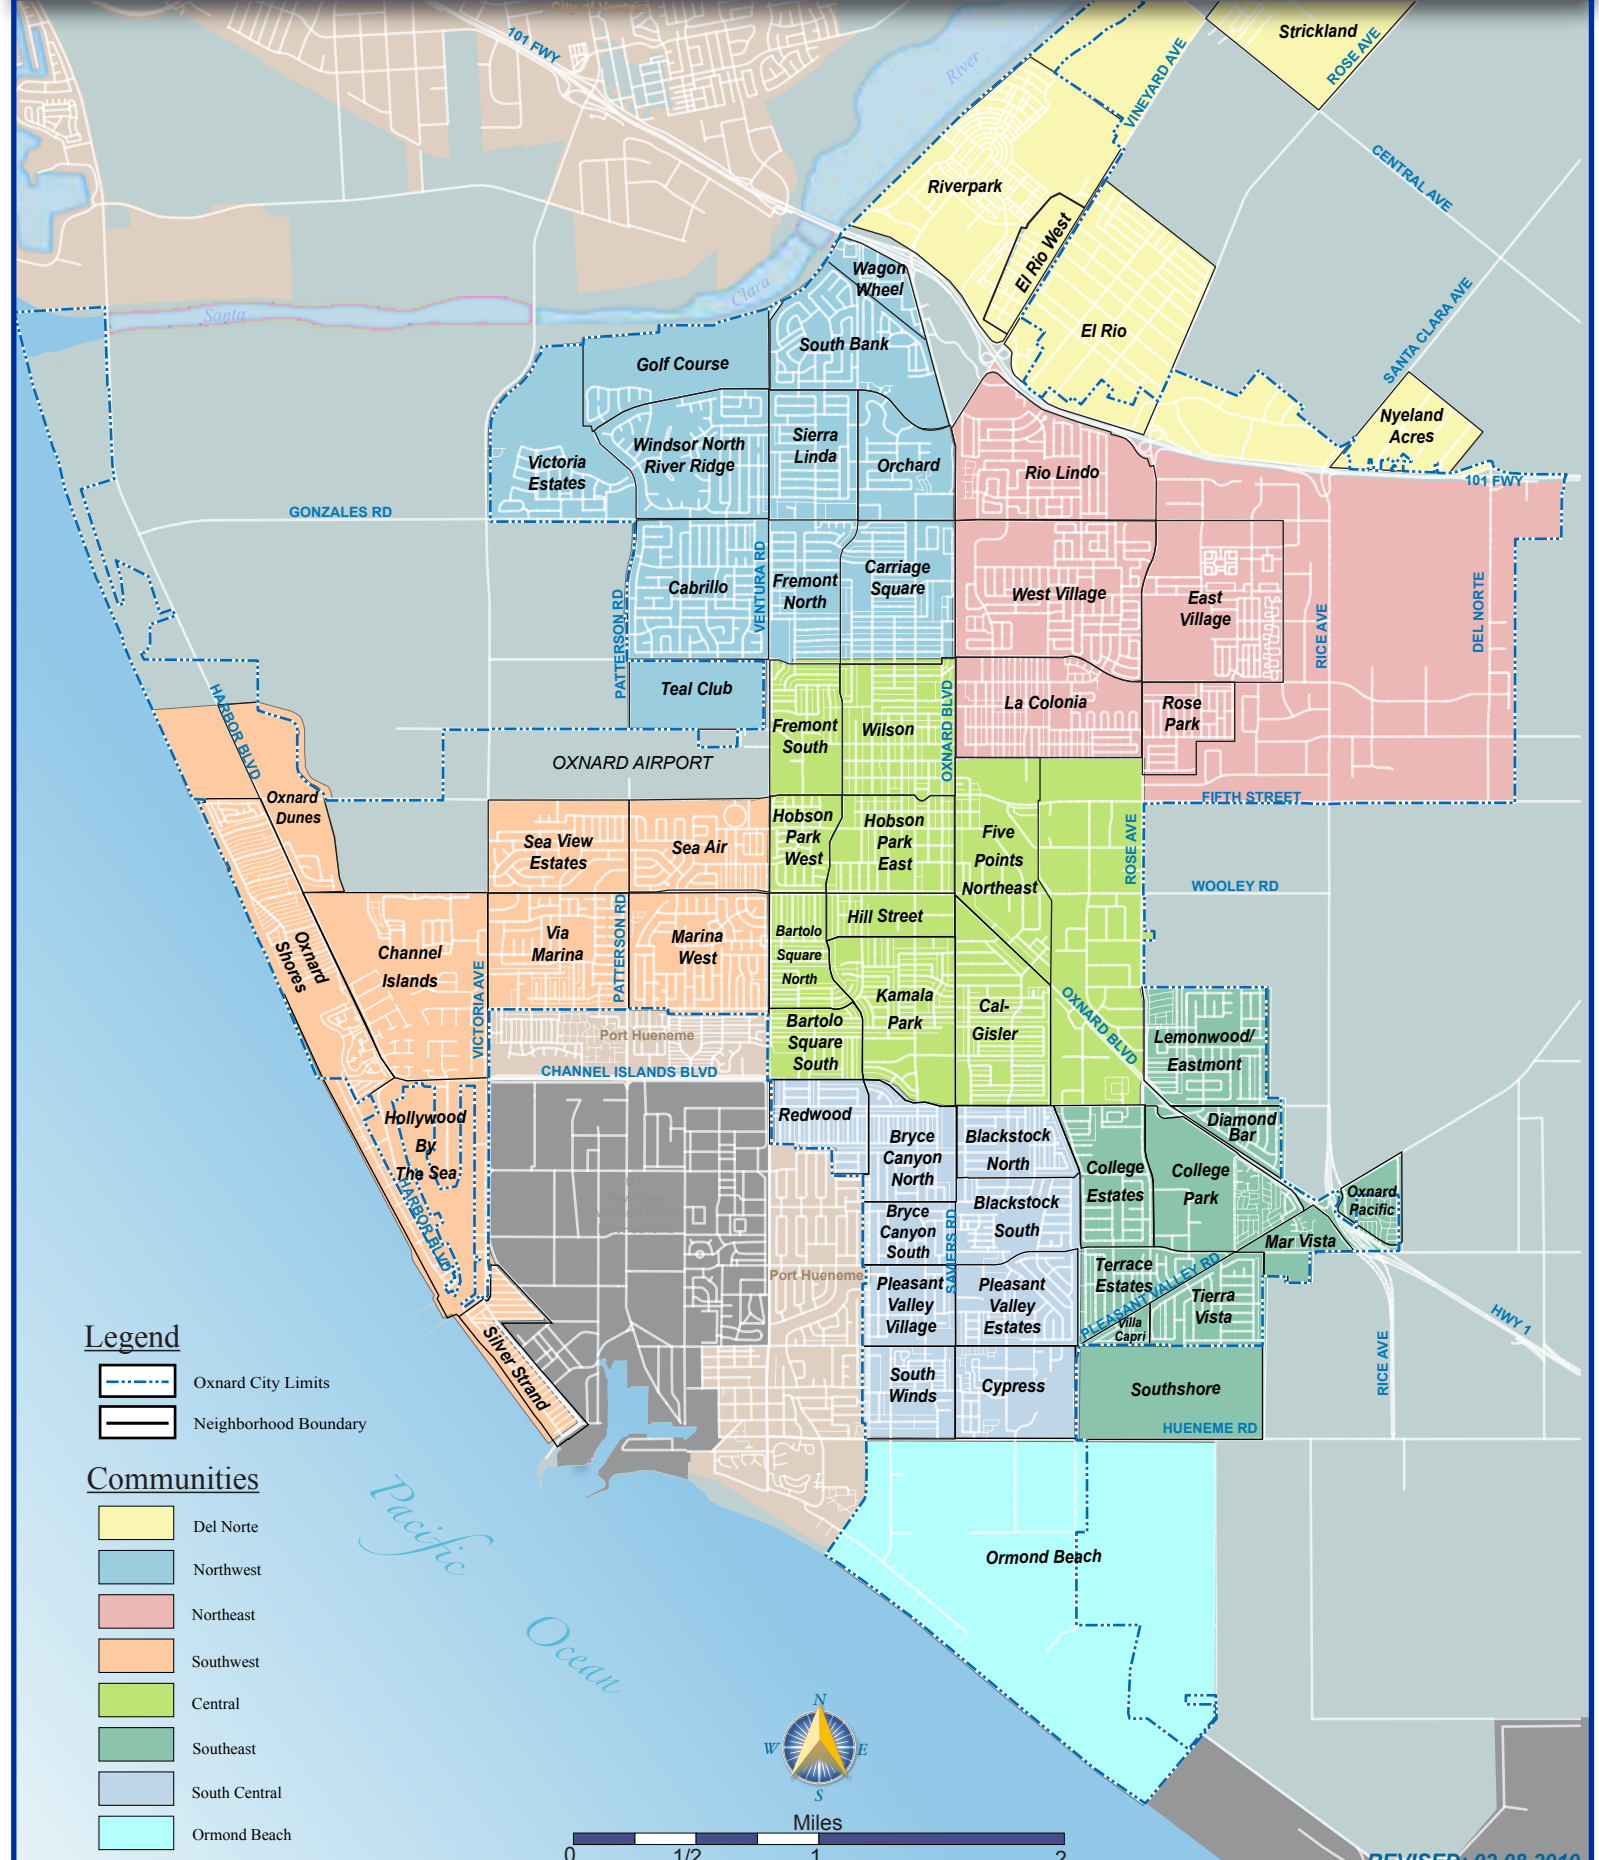 City of Ventura
101 FWY
River
Strickland
ROSE AVE
VINEYARD AVE
CENTRAL AVE
Riverpark
El Rio West
Wagon
Wheel
Clara
Santa
El Rio
SANTA CLARA AVE
South Bank
Golf Course
Nyeland
Acres
Windsor North
River Ridge
Sierra
Linda
Orchard
Victoria
Estates
Rio Lindo
101 FWY
GONZALES RD
Cabrillo
VENTURA RD
Fremont
North
Carriage
Square
West Village
East
Village
RICE AVE
DEL NORTE
PATTERSON RD
Teal Club
La Colonia
Rose
Park
HARBOR BLVD
Fremont
South
Wilson
OXNARD BLVD
OXNARD AIRPORT
FIFTH STREET
Oxnard
Dunes
Sea View
Estates
Sea Air
Hobson
Park
West
Hobson
Park
East
Five
Points
Northeast
ROSE AVE
WOOLEY RD
Oxnard
Shores
Channel
Islands
VICTORIA AVE
Via
Marina
PATTERSON RD
Marina
West
Bartolo
Square
North
Hill Street
Kamala
Park
Cal-
Gisler
OXNARD BLVD
Bartolo
Square
South
Port Hueneme
CHANNEL ISLANDS BLVD
Lemonwood/
Eastmont
Hollywood
By
The Sea
HARBOR BLVD
Redwood
Bryce
Canyon
North
Blackstock
North
College
Estates
College
Park
Diamond
Bar
Oxnard
Pacific
Bryce
Canyon
South
SAVIERS RD
Blackstock
South
Mar Vista
Port Hueneme
Pleasant
Valley
Village
Pleasant
Valley
Estates
Terrace
Estates
PLEASANT VALLEY RD
Villa
Capri
Tierra
Vista
HWY 1
RICE AVE
Silver Strand
South
Winds
Cypress
Southshore
HUENEME RD
Ormond Beach
Pacific
Ocean
Legend
Oxnard City Limits
Neighborhood Boundary
Communities
Del Norte
Northwest
Northeast
Southwest
Central
Southeast
South Central
Ormond Beach
N
W
E
S
Miles
0
1/2
1
2